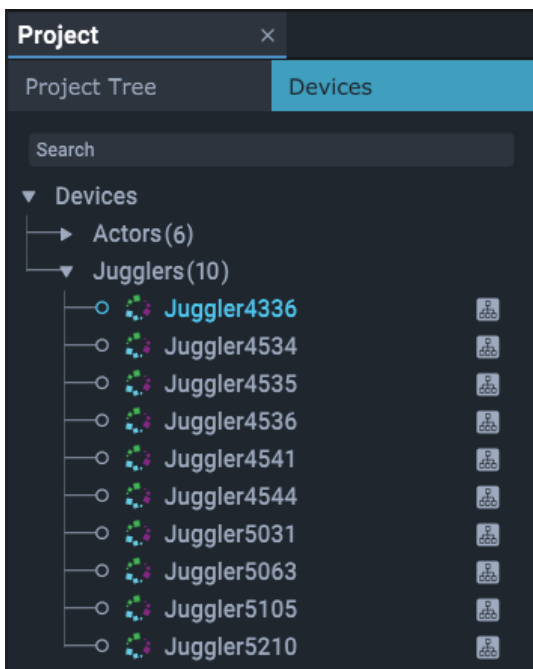 Project
Project Tree Devices
Search
Devices
Actors(6)
Jugglers(10)
Juggler4336
Juggler4534
Juggler4535
Juggler4536
Juggler4541
Juggler4544
Juggler5031
Juggler5063
Juggler5105
Juggler5210